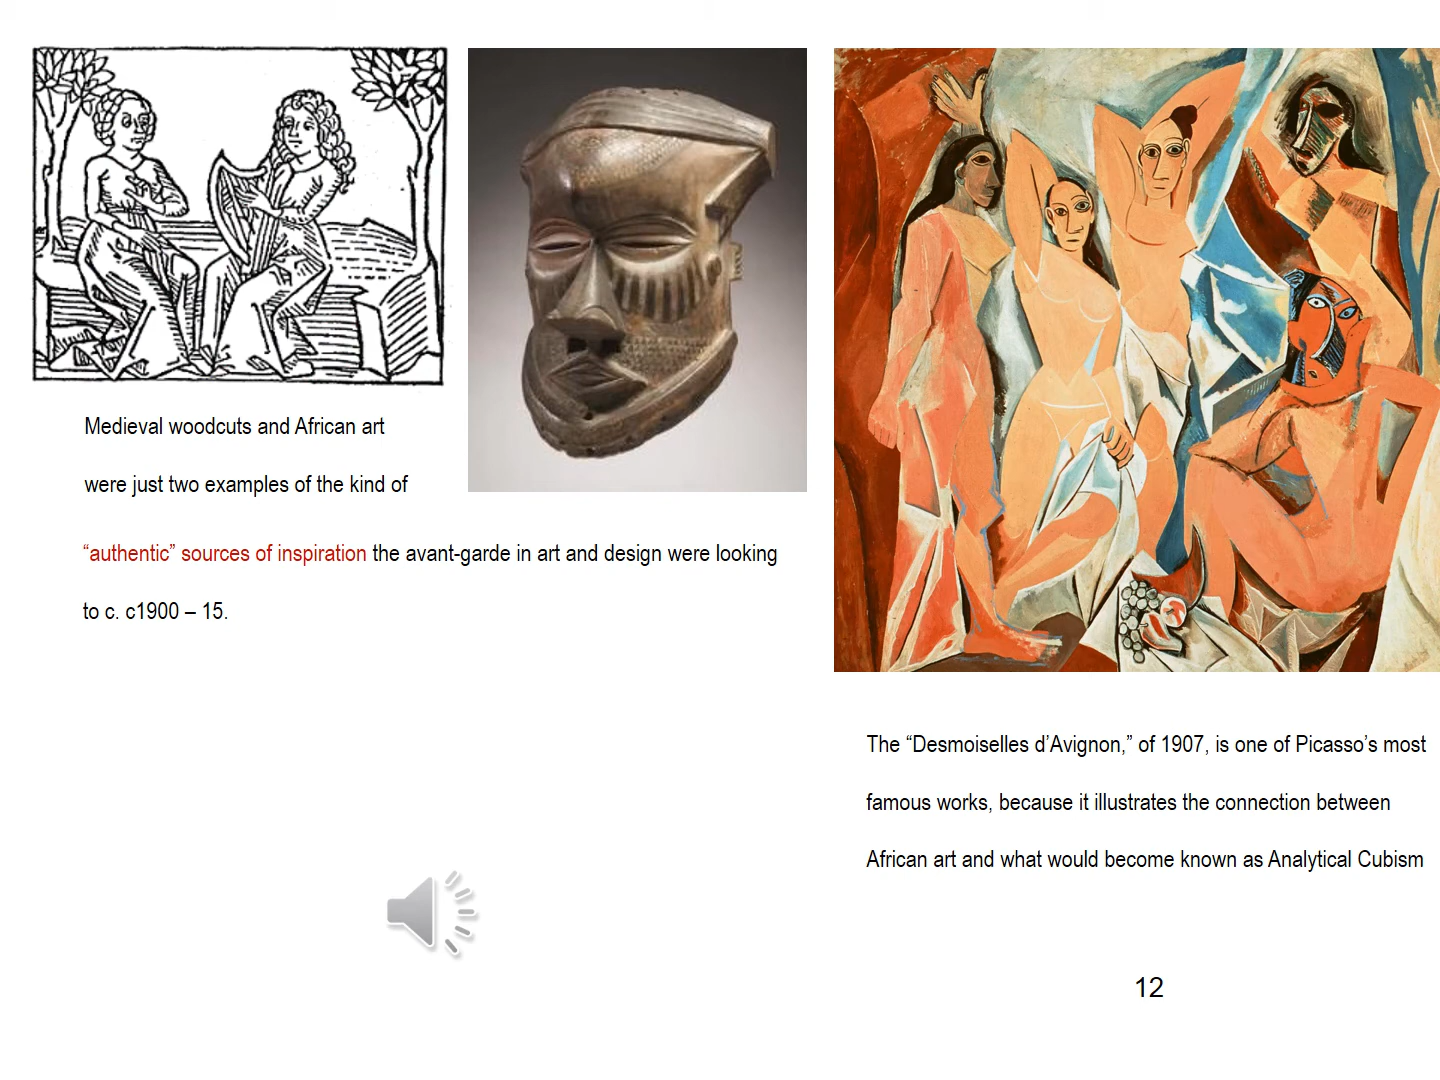 Medieval woodcuts and African art
were just two examples of the kind of
“authentic” sources of inspiration the avant-garde in art and design were looking
to c. c1900 – 15.
The “Desmoiselles d’Avignon,” of 1907, is one of Picasso’s most
famous works, because it illustrates the connection between
African art and what would become known as Analytical Cubism
12